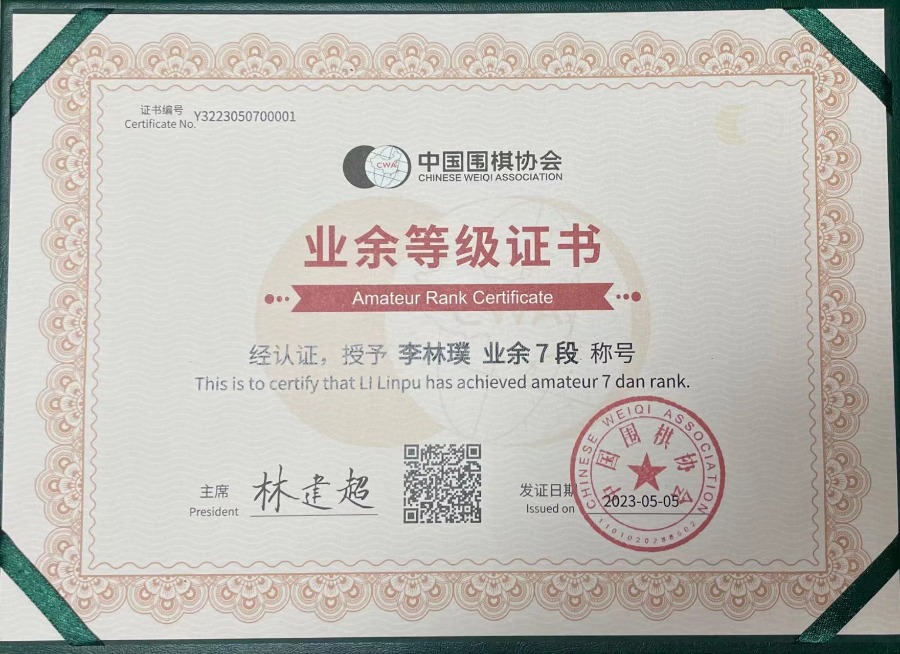 证书编号
Certificate No.
Y3223050700001
CWA
中国围棋协会
CHINESE WEIQI ASSOCIATION
业余等级证书
Amateur Rank Certificate
CWA
经认证，授予 李林璞 业余7段 称号
This is to certify that LI Linpu has achieved amateur 7 dan rank.
主席
President
林建超
发证日期
Issued on
2023-05-05
CHINESE WEIQI ASSOCIATION
中国围棋协会